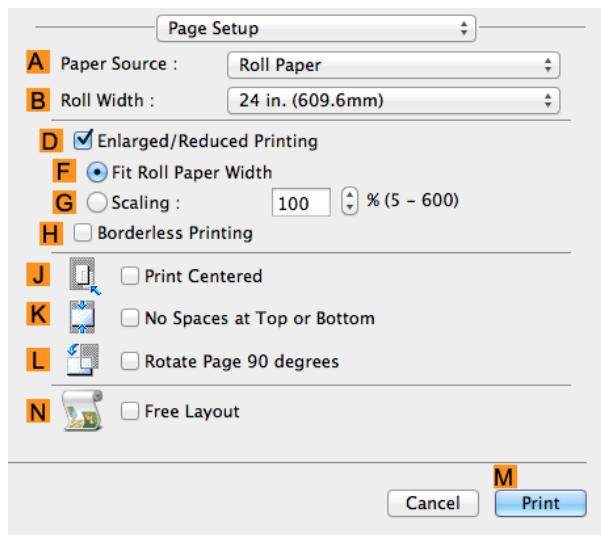 Page Setup
A Paper Source : Roll Paper
B Roll Width : 24 in. (609.6mm)
D Enlarged/Reduced Printing
F Fit Roll Paper Width
G Scaling : 100 % (5 - 600)
H Borderless Printing
J Print Centered
K No Spaces at Top or Bottom
L Rotate Page 90 degrees
N Free Layout
M
Cancel Print